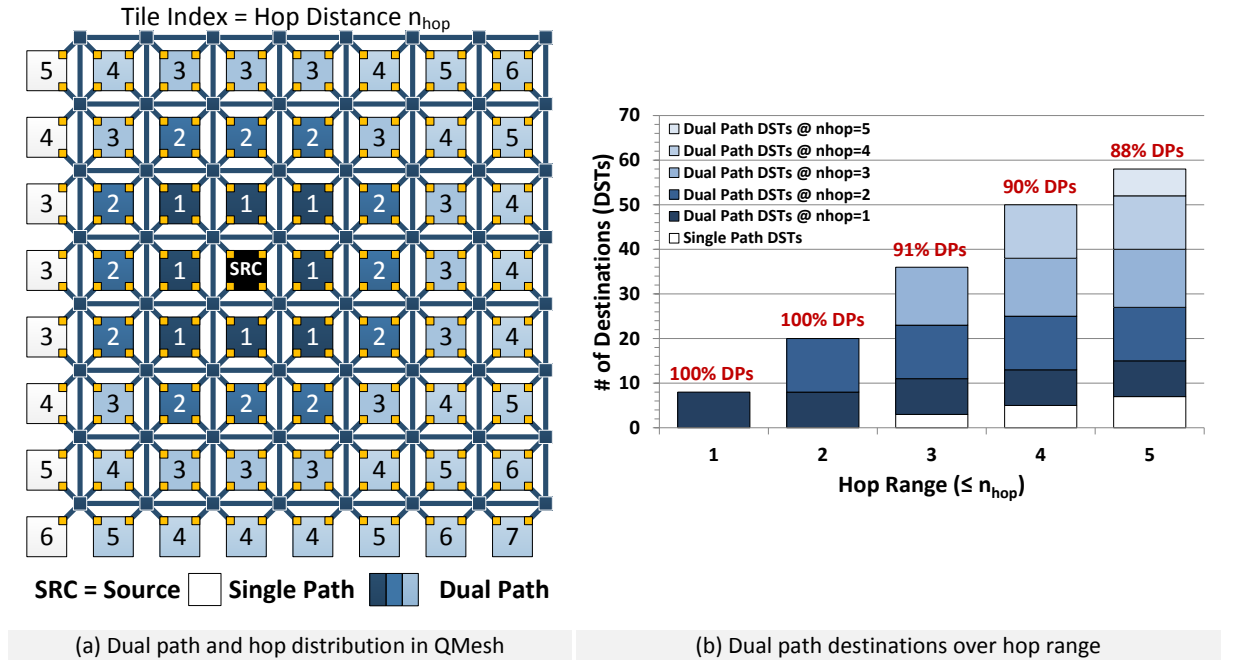 Tile Index = Hop Distance nhop
5 4 3 3 3 4 5 6
4 3 2 2 2 3 4 5
3 2 1 1 1 2 3 4
3 2 1 SRC 1 2 3 4
3 2 1 1 1 2 3 4
4 3 2 2 2 3 4 5
5 4 3 3 3 4 5 6
6 5 4 4 4 5 6 7
SRC = Source Single Path Dual Path
(a) Dual path and hop distribution in QMesh
# of Destinations (DSTs)
70
60
50
40
30
20
10
0
Dual Path DSTs @ nhop=5
Dual Path DSTs @ nhop=4
Dual Path DSTs @ nhop=3
Dual Path DSTs @ nhop=2
Dual Path DSTs @ nhop=1
Single Path DSTs
100% DPs
100% DPs
91% DPs
90% DPs
88% DPs
1 2 3 4 5
Hop Range (≤ nhop)
(b) Dual path destinations over hop range